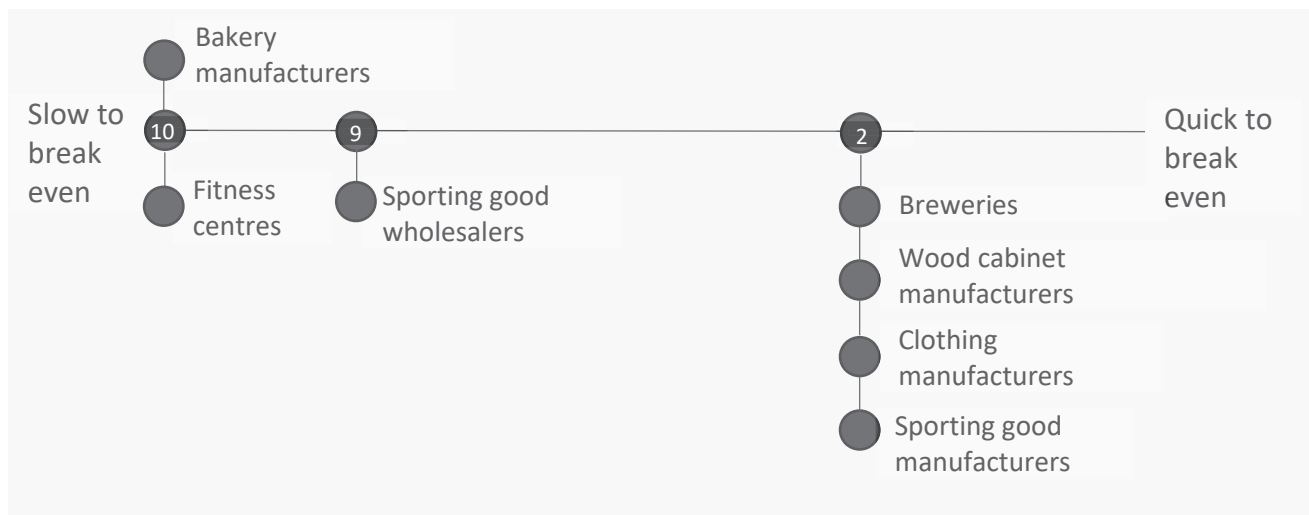 Bakery
manufacturers
Slow to
break
even
10
9
2
Quick to
break
even
Fitness
centres
Sporting good
wholesalers
Breweries
Wood cabinet
manufacturers
Clothing
manufacturers
Sporting good
manufacturers